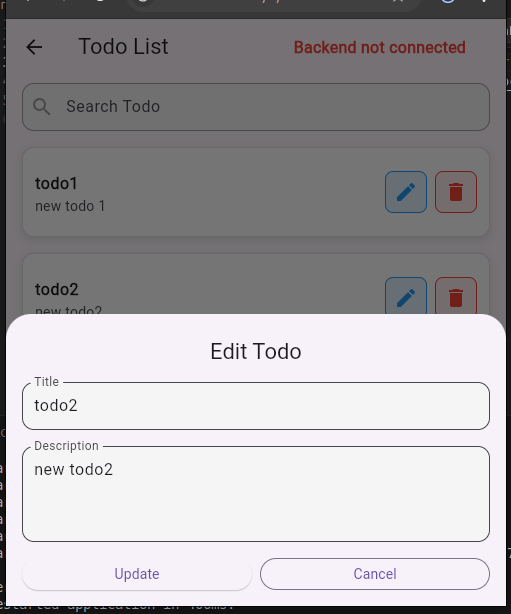 Todo List
Backend not connected
Search Todo
todo1
new todo 1
todo2
new todo2
Edit Todo
Title
todo2
Description
new todo2
Update
Cancel